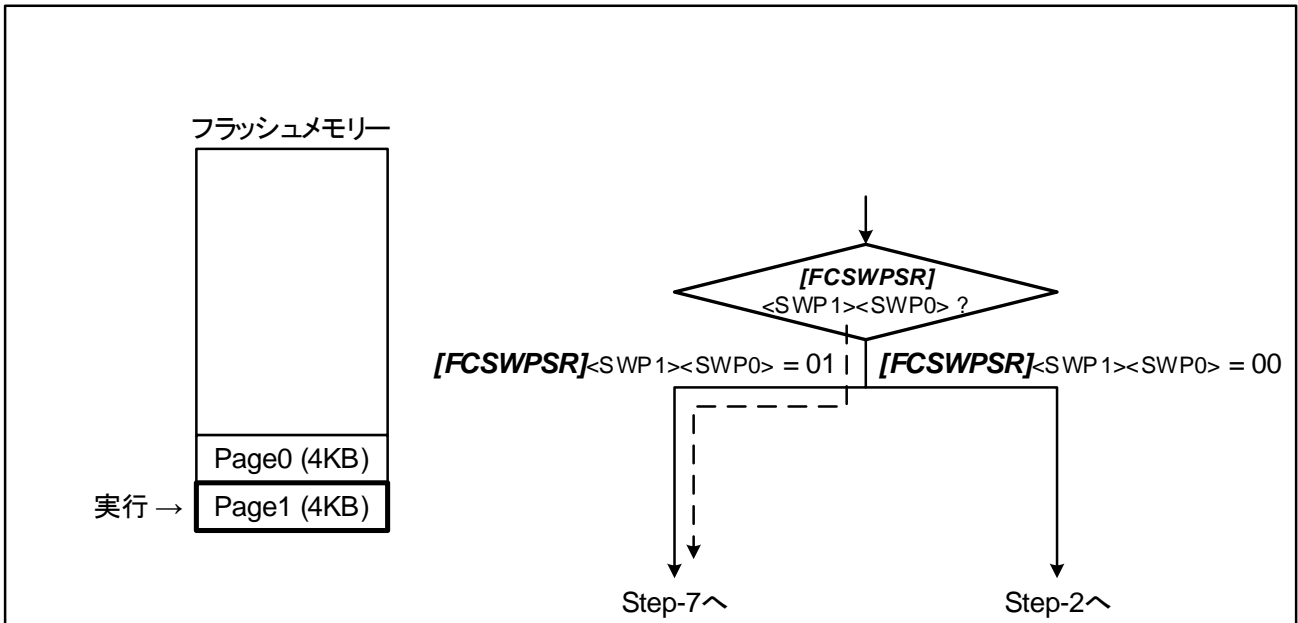 フラッシュメモリー
Page0 (4KB)
実行 → Page1 (4KB)
[FCSWPSR]
<SWP1><SWP0> ?
[FCSWPSR]<SWP1><SWP0> = 01
[FCSWPSR]<SWP1><SWP0> = 00
Step-7へ
Step-2へ